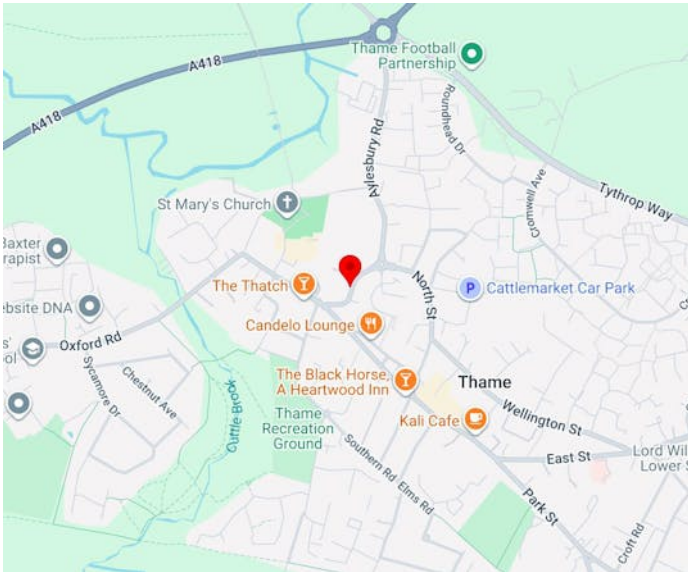 Thame Football
Partnership
A418
A418
Roundhead Dr
Aylesbury Rd
Cromwell Ave
Tythrop Way
St Mary's Church
Baxter
rapist
The Thatch
North St
P
Cattlemarket Car Park
ebsite DNA
Candelo Lounge
Oxford Rd
s'
ool
Sycamore Dr
Chestnut Ave
Cuttle Brook
The Black Horse,
A Heartwood Inn
Thame
Thame
Recreation
Ground
Kali Cafe
Wellington St
Southern Rd
Elms Rd
East St
Lord Wil
Lower S
Park St
Croft Rd